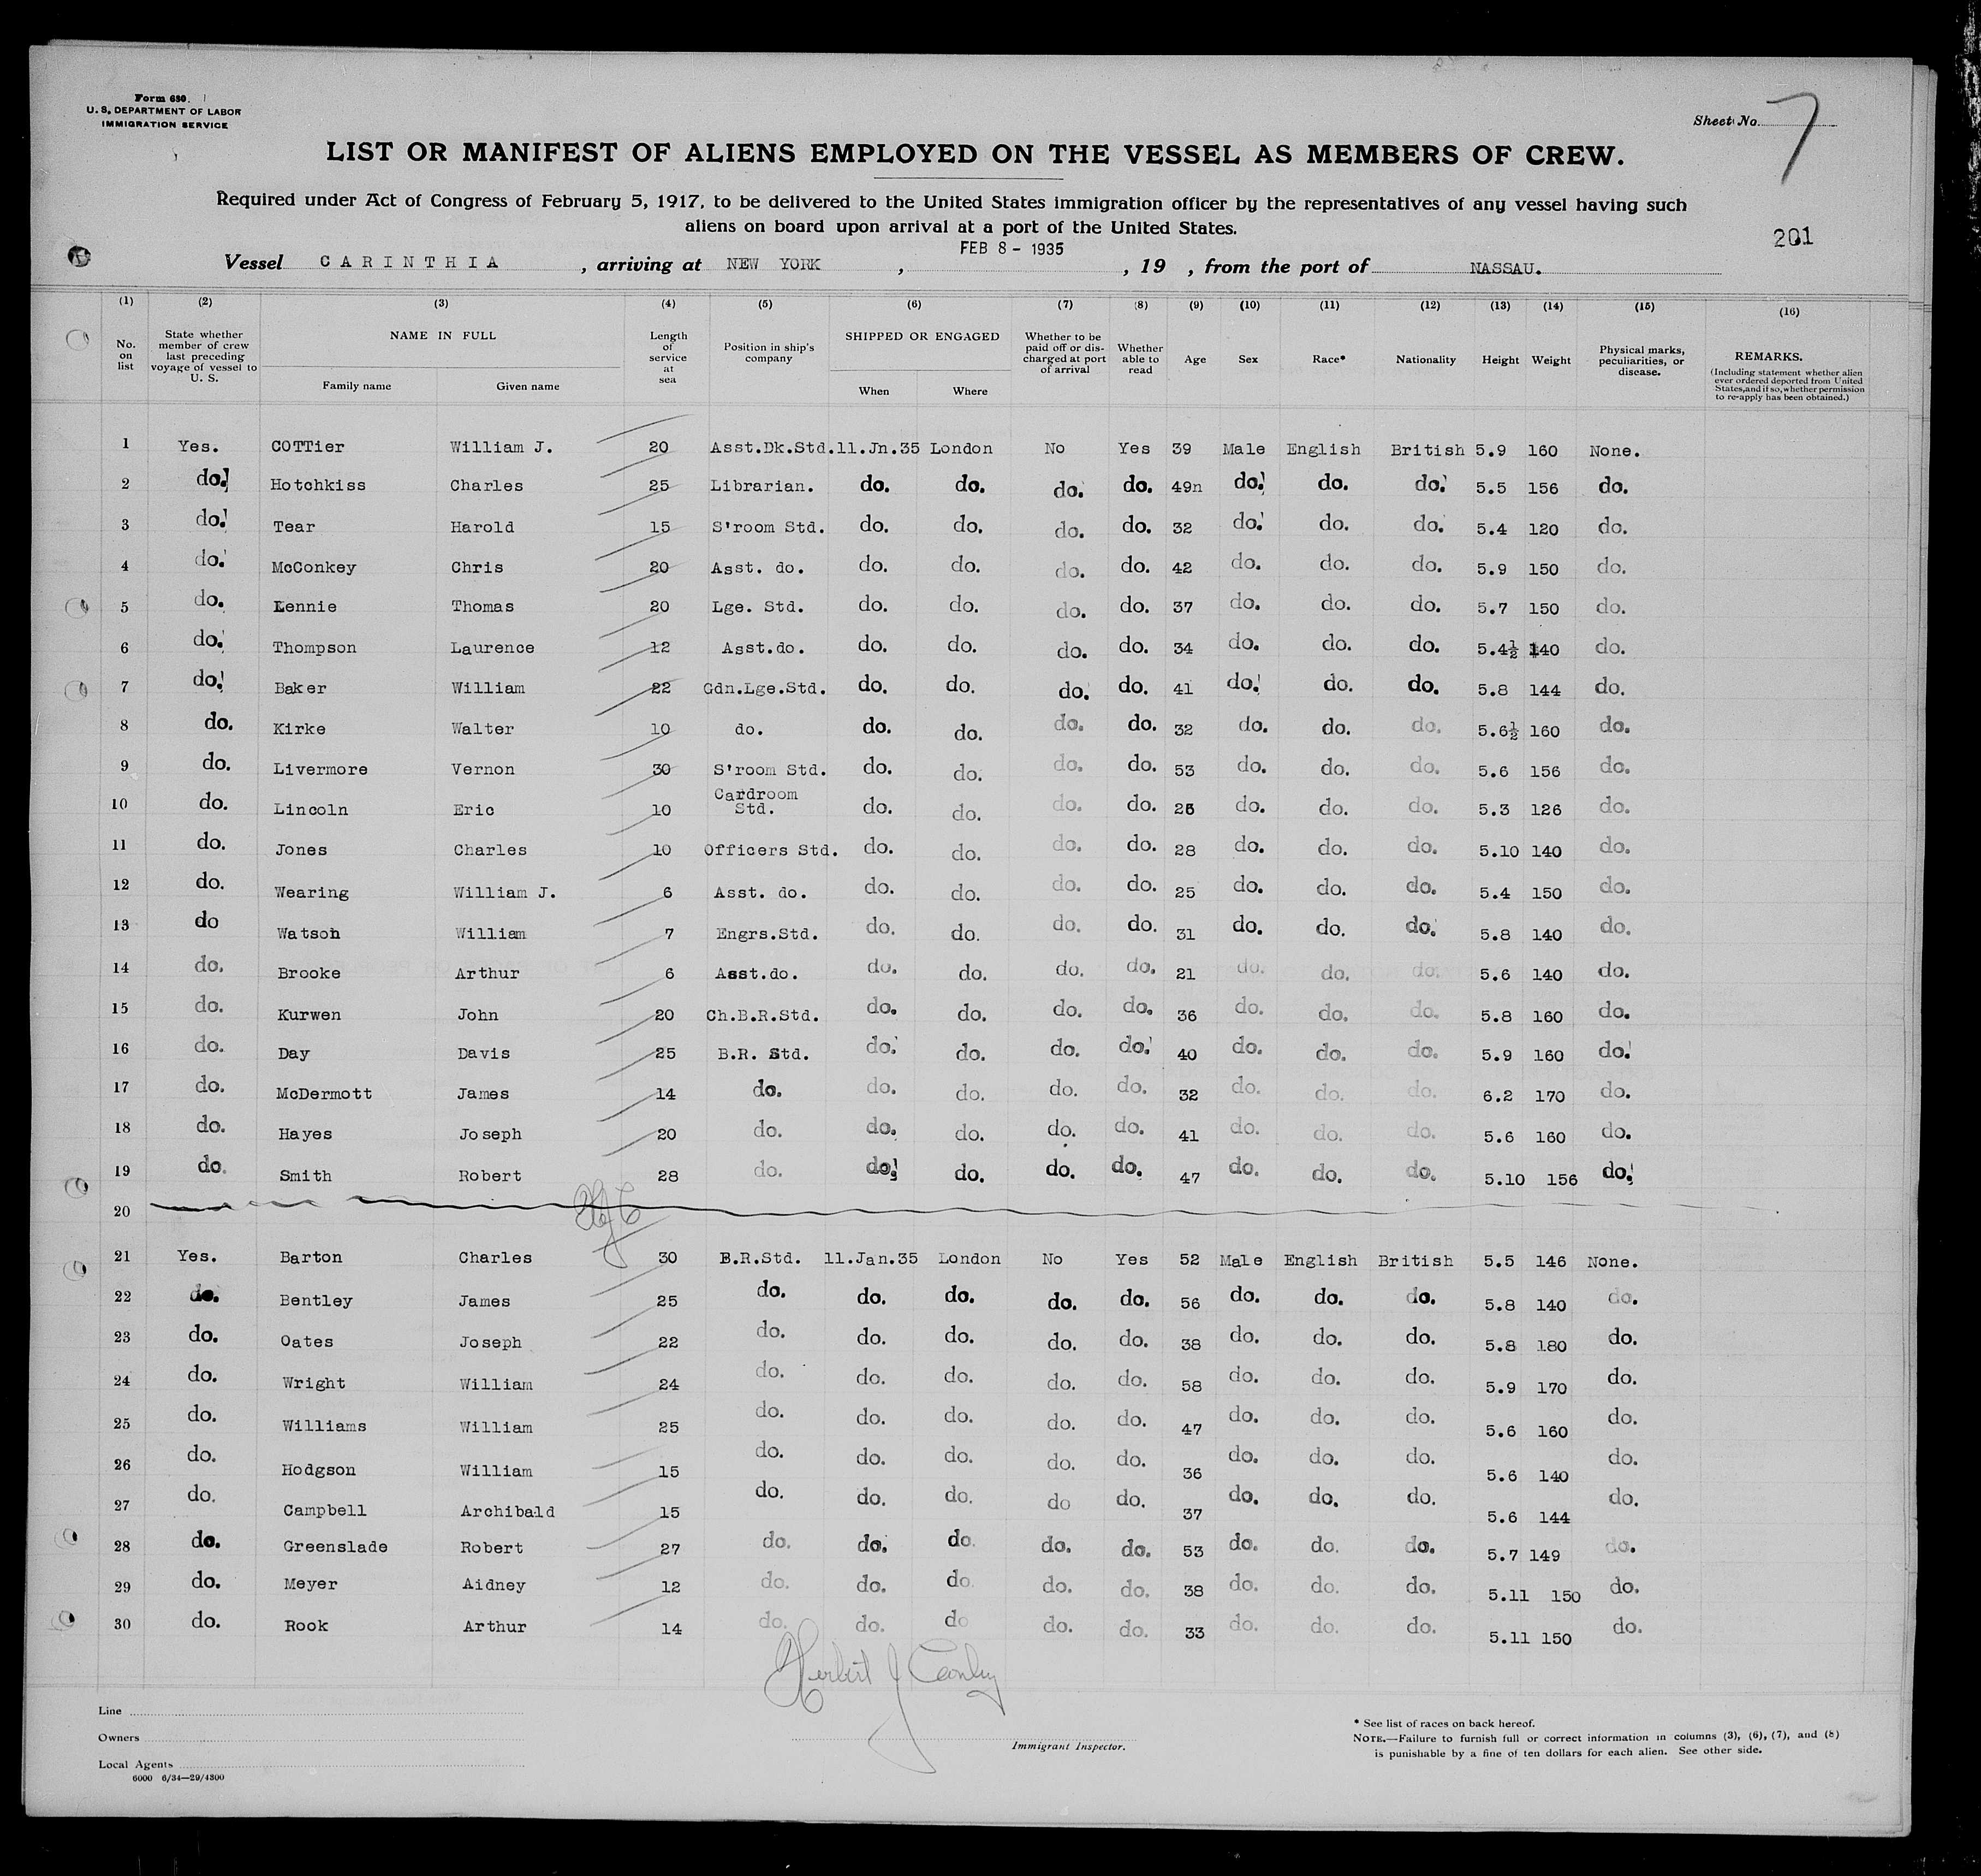 Form 680.
U. S. DEPARTMENT OF LABOR
IMMIGRATION SERVICE
Sheet No. 7
LIST OR MANIFEST OF ALIENS EMPLOYED ON THE VESSEL AS MEMBERS OF CREW.
Required under Act of Congress of February 5, 1917, to be delivered to the United States immigration officer by the representatives of any vessel having such
aliens on board upon arrival at a port of the United States.
201
FEB 8 - 1935
Vessel CARINTHIA, arriving at NEW YORK, , 19 , from the port of NASSAU.
(1) (2) (3) (4) (5) (6) (7) (8) (9) (10) (11) (12) (13) (14) (15) (16)
No. on list | State whether member of crew last preceding voyage of vessel to U. S. | NAME IN FULL Family name Given name | Length of service at sea | Position in ship's company | SHIPPED OR ENGAGED When Where | Whether to be paid off or discharged at port of arrival | Whether able to read | Age | Sex | Race* | Nationality | Height | Weight | Physical marks, peculiarities, or disease. | REMARKS. (Including statement whether alien ever ordered deported from United States, and if so, whether permission to re-apply has been obtained.)
1 Yes. COTTier William J. 20 Asst.Dk.Std. 11.Jn.35 London No Yes 39 Male English British 5.9 160 None.
2 do. Hotchkiss Charles 25 Librarian. do. do. do. do. 49n do. do. do. 5.5 156 do.
3 do. Tear Harold 15 S'room Std. do. do. do. do. 32 do. do. do. 5.4 120 do.
4 do. McConkey Chris 20 Asst. do. do. do. do. do. 42 do. do. do. 5.9 150 do.
5 do. Lennie Thomas 20 Lge. Std. do. do. do. do. 37 do. do. do. 5.7 150 do.
6 do. Thompson Laurence 12 Asst.do. do. do. do. do. 34 do. do. do. 5.4½ 140 do.
7 do. Baker William 22 Gdn.Lge.Std. do. do. do. do. 41 do. do. do. 5.8 144 do.
8 do. Kirke Walter 10 do. do. do. do. do. 32 do. do. do. 5.6½ 160 do.
9 do. Livermore Vernon 30 S'room Std. do. do. do. do. 53 do. do. do. 5.6 156 do.
10 do. Lincoln Eric 10 Cardroom Std. do. do. do. do. 26 do. do. do. 5.3 126 do.
11 do. Jones Charles 10 Officers Std. do. do. do. do. 28 do. do. do. 5.10 140 do.
12 do. Wearing William J. 6 Asst. do. do. do. do. do. 25 do. do. do. 5.4 150 do.
13 do Watson William 7 Engrs.Std. do. do. do. do. 31 do. do. do. 5.8 140 do.
14 do. Brooke Arthur 6 Asst.do. do. do. do. do. 21 do. do. do. 5.6 140 do.
15 do. Kurwen John 20 Ch.B.R.Std. do. do. do. do. 36 do. do. do. 5.8 160 do.
16 do. Day Davis 25 B.R. Std. do. do. do. do. 40 do. do. do. 5.9 160 do.
17 do. McDermott James 14 do. do. do. do. do. 32 do. do. do. 6.2 170 do.
18 do. Hayes Joseph 20 do. do. do. do. do. 41 do. do. do. 5.6 160 do.
19 do. Smith Robert 28 do. do. do. do. do. 47 do. do. do. 5.10 156 do.
20
21 Yes. Barton Charles 30 B.R.Std. 11.Jan.35 London No Yes 52 Male English British 5.5 146 None.
22 do. Bentley James 25 do. do. do. do. do. 56 do. do. do. 5.8 140 do.
23 do. Oates Joseph 22 do. do. do. do. do. 38 do. do. do. 5.8 180 do.
24 do. Wright William 24 do. do. do. do. do. 58 do. do. do. 5.9 170 do.
25 do. Williams William 25 do. do. do. do. do. 47 do. do. do. 5.6 160 do.
26 do. Hodgson William 15 do. do. do. do. do. 36 do. do. do. 5.6 140 do.
27 do. Campbell Archibald 15 do. do. do. do do. 37 do. do. do. 5.6 144 do.
28 do. Greenslade Robert 27 do. do. do. do. do. 53 do. do. do. 5.7 149 do.
29 do. Meyer Aidney 12 do. do. do. do. do. 38 do. do. do. 5.11 150 do.
30 do. Rook Arthur 14 do. do. do do. do. 33 do. do. do. 5.11 150 do.
Herbert J
Immigrant Inspector.
Line
Owners
Local Agents
6000 6/34—29/4300
* See list of races on back hereof.
NOTE.—Failure to furnish full or correct information in columns (3), (6), (7), and (8)
is punishable by a fine of ten dollars for each alien. See other side.